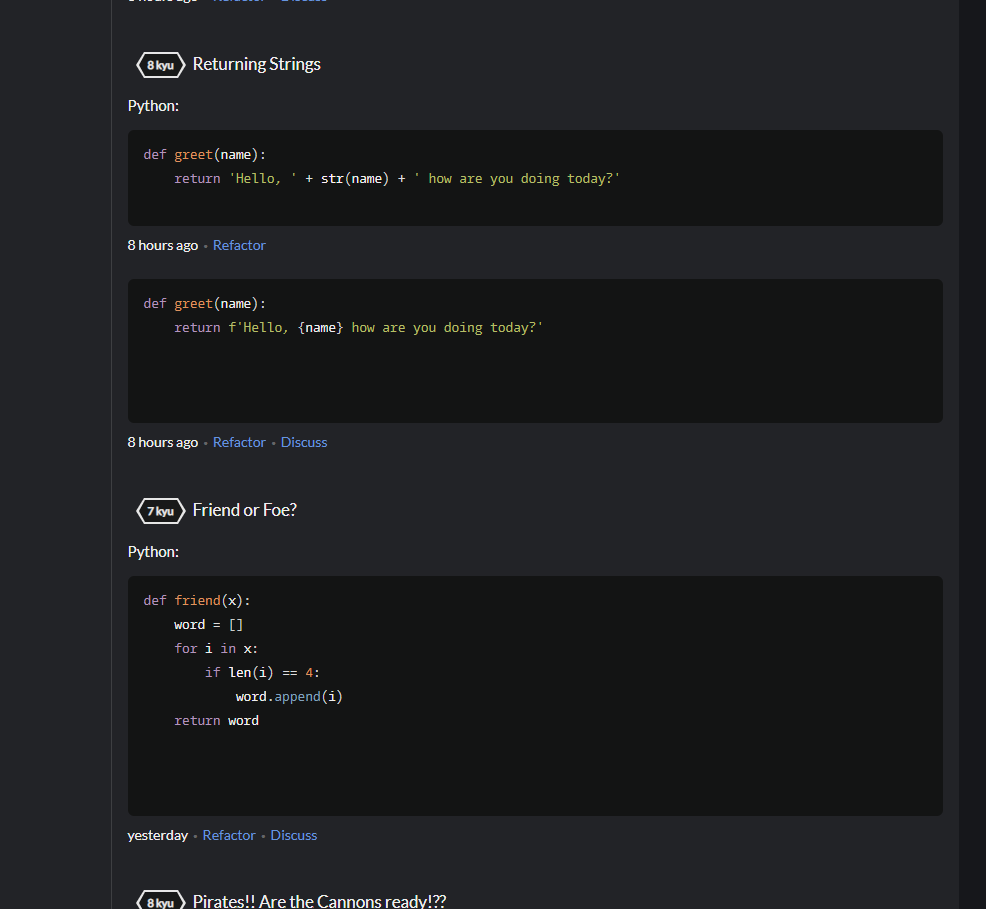 8 hours ago • Refactor • Discuss
8 kyu Returning Strings
Python:
def greet(name):
    return 'Hello, ' + str(name) + ' how are you doing today?'
8 hours ago • Refactor
def greet(name):
    return f'Hello, {name} how are you doing today?'
8 hours ago • Refactor • Discuss
7 kyu Friend or Foe?
Python:
def friend(x):
    word = []
    for i in x:
        if len(i) == 4:
            word.append(i)
    return word
yesterday • Refactor • Discuss
8 kyu Pirates!! Are the Cannons ready!??